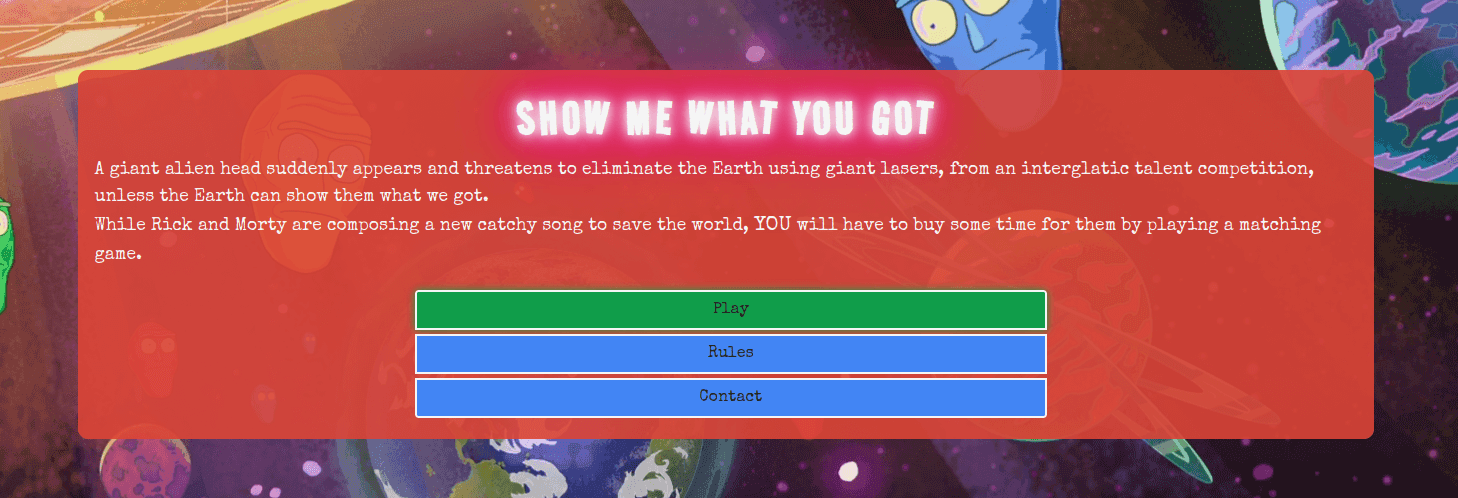 SHOW ME WHAT YOU GOT
A giant alien head suddenly appears and threatens to eliminate the Earth using giant lasers, from an interglatic talent competition,
unless the Earth can show them what we got.
While Rick and Morty are composing a new catchy song to save the world, YOU will have to buy some time for them by playing a matching
game.
Play
Rules
Contact